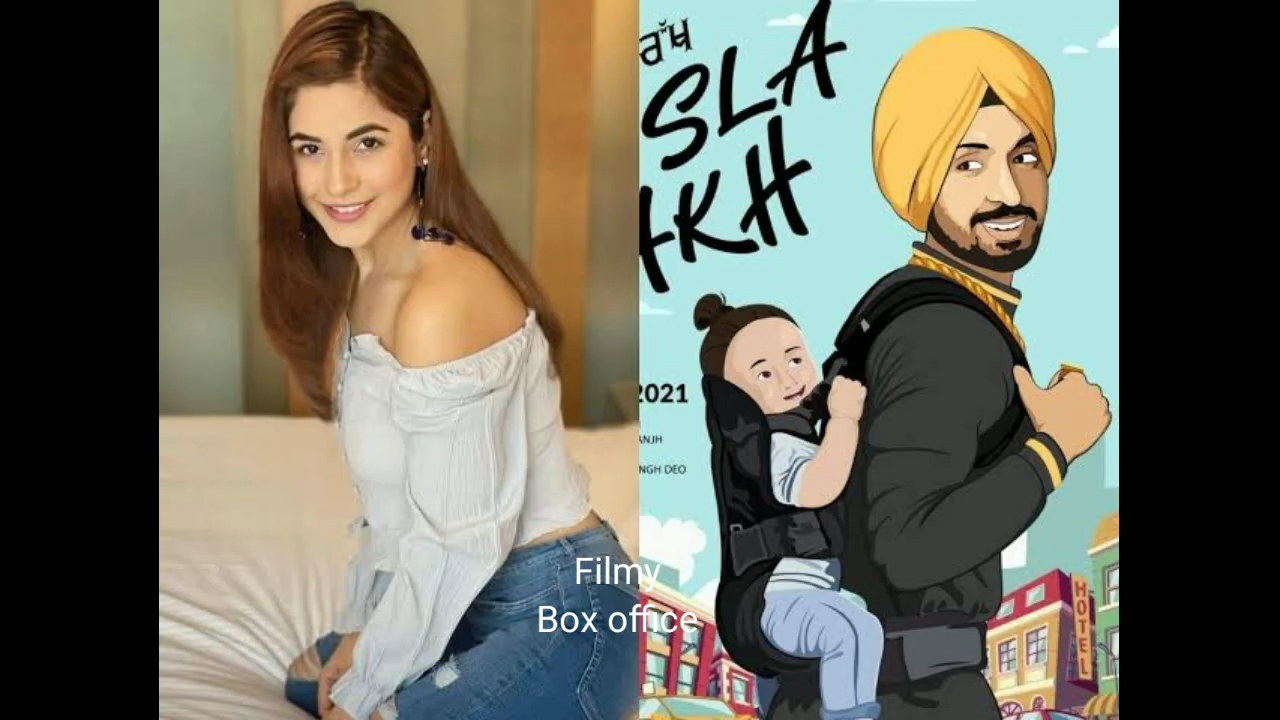 ਰੱਖ
SLA
KH
2021
ANJH
NGH DEO
HOTEL
Filmy
Box office